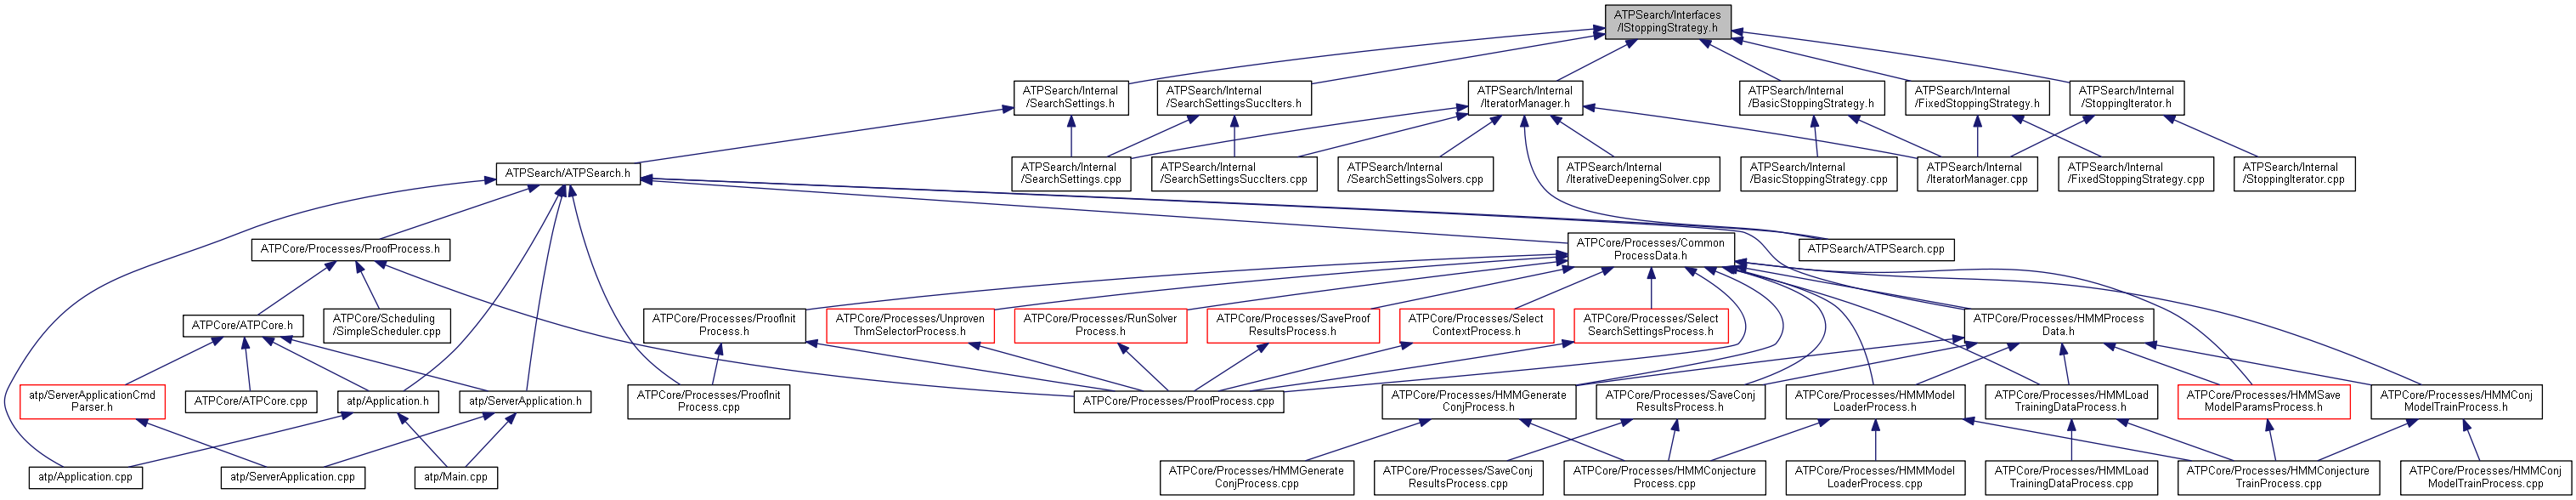 ATPSearch/Interfaces
/IStoppingStrategy.h
ATPSearch/Internal
/SearchSettings.h
ATPSearch/Internal
/SearchSettingsSuccIters.h
ATPSearch/Internal
/IteratorManager.h
ATPSearch/Internal
/BasicStoppingStrategy.h
ATPSearch/Internal
/FixedStoppingStrategy.h
ATPSearch/Internal
/StoppingIterator.h
ATPSearch/ATPSearch.h
ATPSearch/Internal
/SearchSettings.cpp
ATPSearch/Internal
/SearchSettingsSuccIters.cpp
ATPSearch/Internal
/SearchSettingsSolvers.cpp
ATPSearch/Internal
/IterativeDeepeningSolver.cpp
ATPSearch/Internal
/BasicStoppingStrategy.cpp
ATPSearch/Internal
/IteratorManager.cpp
ATPSearch/Internal
/FixedStoppingStrategy.cpp
ATPSearch/Internal
/StoppingIterator.cpp
ATPCore/Processes/ProofProcess.h
ATPCore/Processes/Common
ProcessData.h
ATPSearch/ATPSearch.cpp
ATPCore/ATPCore.h
ATPCore/Scheduling
/SimpleScheduler.cpp
ATPCore/Processes/ProofInit
Process.h
ATPCore/Processes/Unproven
ThmSelectorProcess.h
ATPCore/Processes/RunSolver
Process.h
ATPCore/Processes/SaveProof
ResultsProcess.h
ATPCore/Processes/Select
ContextProcess.h
ATPCore/Processes/Select
SearchSettingsProcess.h
ATPCore/Processes/HMMProcess
Data.h
atp/ServerApplicationCmd
Parser.h
ATPCore/ATPCore.cpp
atp/Application.h
atp/ServerApplication.h
ATPCore/Processes/ProofInit
Process.cpp
ATPCore/Processes/ProofProcess.cpp
ATPCore/Processes/HMMGenerate
ConjProcess.h
ATPCore/Processes/SaveConj
ResultsProcess.h
ATPCore/Processes/HMMModel
LoaderProcess.h
ATPCore/Processes/HMMLoad
TrainingDataProcess.h
ATPCore/Processes/HMMSave
ModelParamsProcess.h
ATPCore/Processes/HMMConj
ModelTrainProcess.h
atp/Application.cpp
atp/ServerApplication.cpp
atp/Main.cpp
ATPCore/Processes/HMMGenerate
ConjProcess.cpp
ATPCore/Processes/SaveConj
ResultsProcess.cpp
ATPCore/Processes/HMMConjecture
Process.cpp
ATPCore/Processes/HMMModel
LoaderProcess.cpp
ATPCore/Processes/HMMLoad
TrainingDataProcess.cpp
ATPCore/Processes/HMMConjecture
TrainProcess.cpp
ATPCore/Processes/HMMConj
ModelTrainProcess.cpp